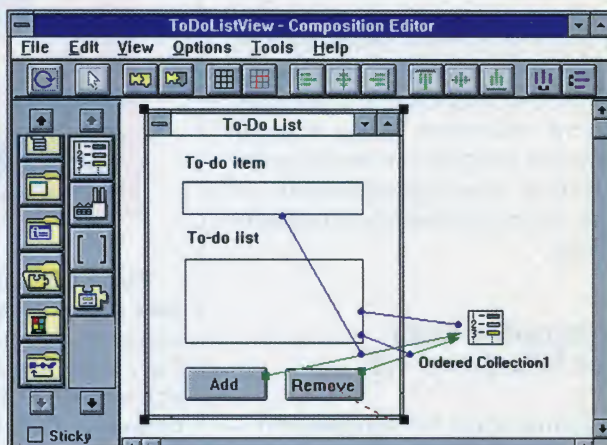 ToDoListView - Composition Editor
File Edit View Options Tools Help
To-Do List
To-do item
To-do list
Ordered Collection1
Add Remove
Sticky